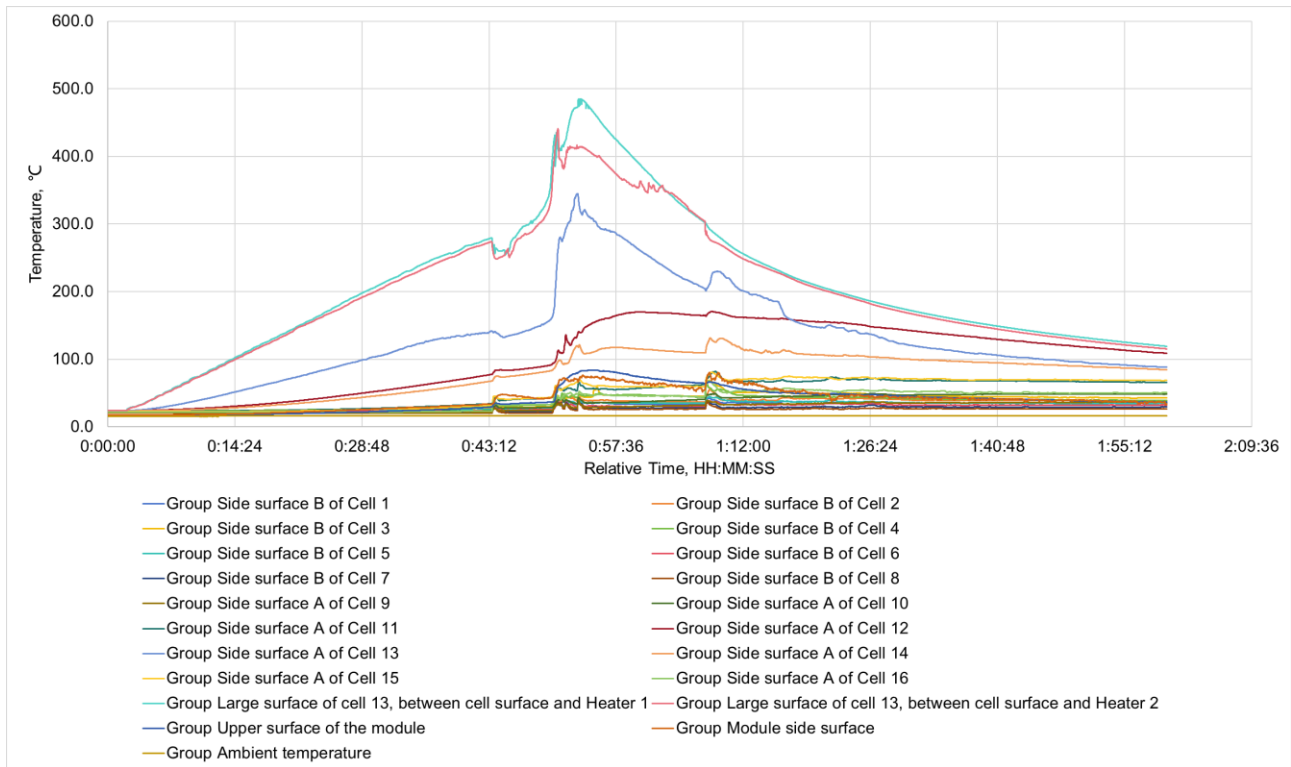 600.0
500.0
400.0
300.0
200.0
100.0
0.0
Temperature, ℃
0:00:00 0:14:24 0:28:48 0:43:12 0:57:36 1:12:00 1:26:24 1:40:48 1:55:12 2:09:36
Relative Time, HH:MM:SS
Group Side surface B of Cell 1 Group Side surface B of Cell 2
Group Side surface B of Cell 3 Group Side surface B of Cell 4
Group Side surface B of Cell 5 Group Side surface B of Cell 6
Group Side surface B of Cell 7 Group Side surface B of Cell 8
Group Side surface A of Cell 9 Group Side surface A of Cell 10
Group Side surface A of Cell 11 Group Side surface A of Cell 12
Group Side surface A of Cell 13 Group Side surface A of Cell 14
Group Side surface A of Cell 15 Group Side surface A of Cell 16
Group Large surface of cell 13, between cell surface and Heater 1 Group Large surface of cell 13, between cell surface and Heater 2
Group Upper surface of the module Group Module side surface
Group Ambient temperature